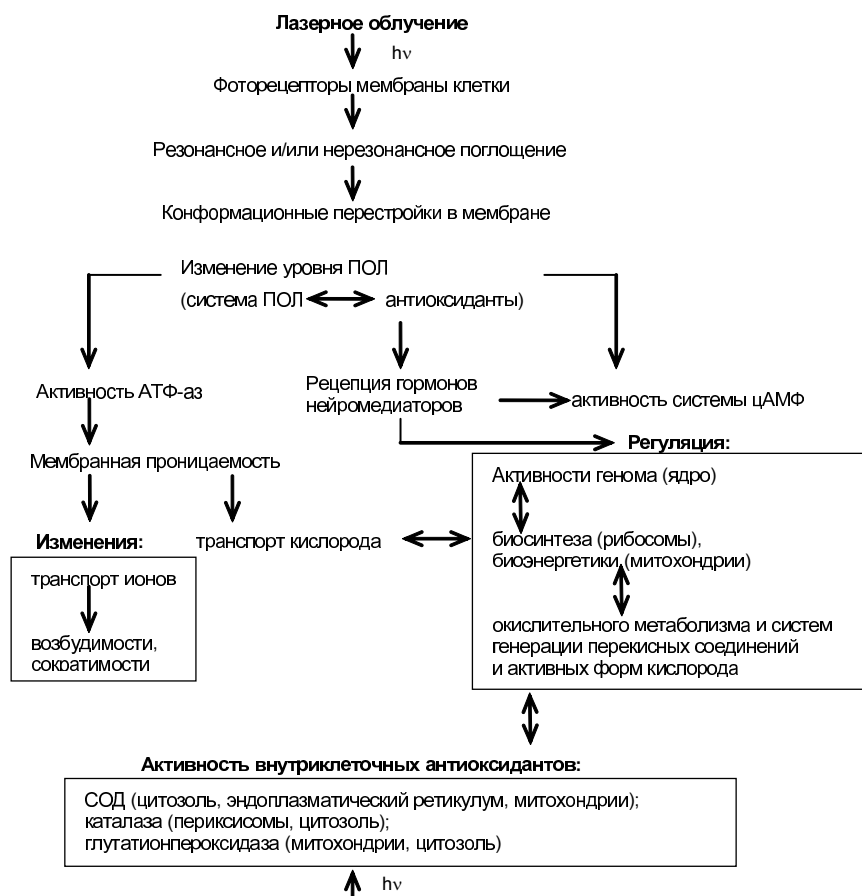 Лазерное облучение
hν
Фоторецепторы мембраны клетки
Резонансное и/или нерезонансное поглощение
Конформационные перестройки в мембране
Изменение уровня ПОЛ
(система ПОЛ антиоксиданты)
Активность АТФ-аз
Рецепция гормонов
нейромедиаторов
активность системы цАМФ
Мембранная проницаемость
Регуляция:
Активности генома (ядро)
Изменения:
транспорт кислорода
биосинтеза (рибосомы),
биоэнергетики (митохондрии)
транспорт ионов
возбудимости,
сократимости
окислительного метаболизма и систем
генерации перекисных соединений
и активных форм кислорода
Активность внутриклеточных антиоксидантов:
СОД (цитозоль, эндоплазматический ретикулум, митохондрии);
каталаза (периксисомы, цитозоль);
глутатионпероксидаза (митохондрии, цитозоль)
hν